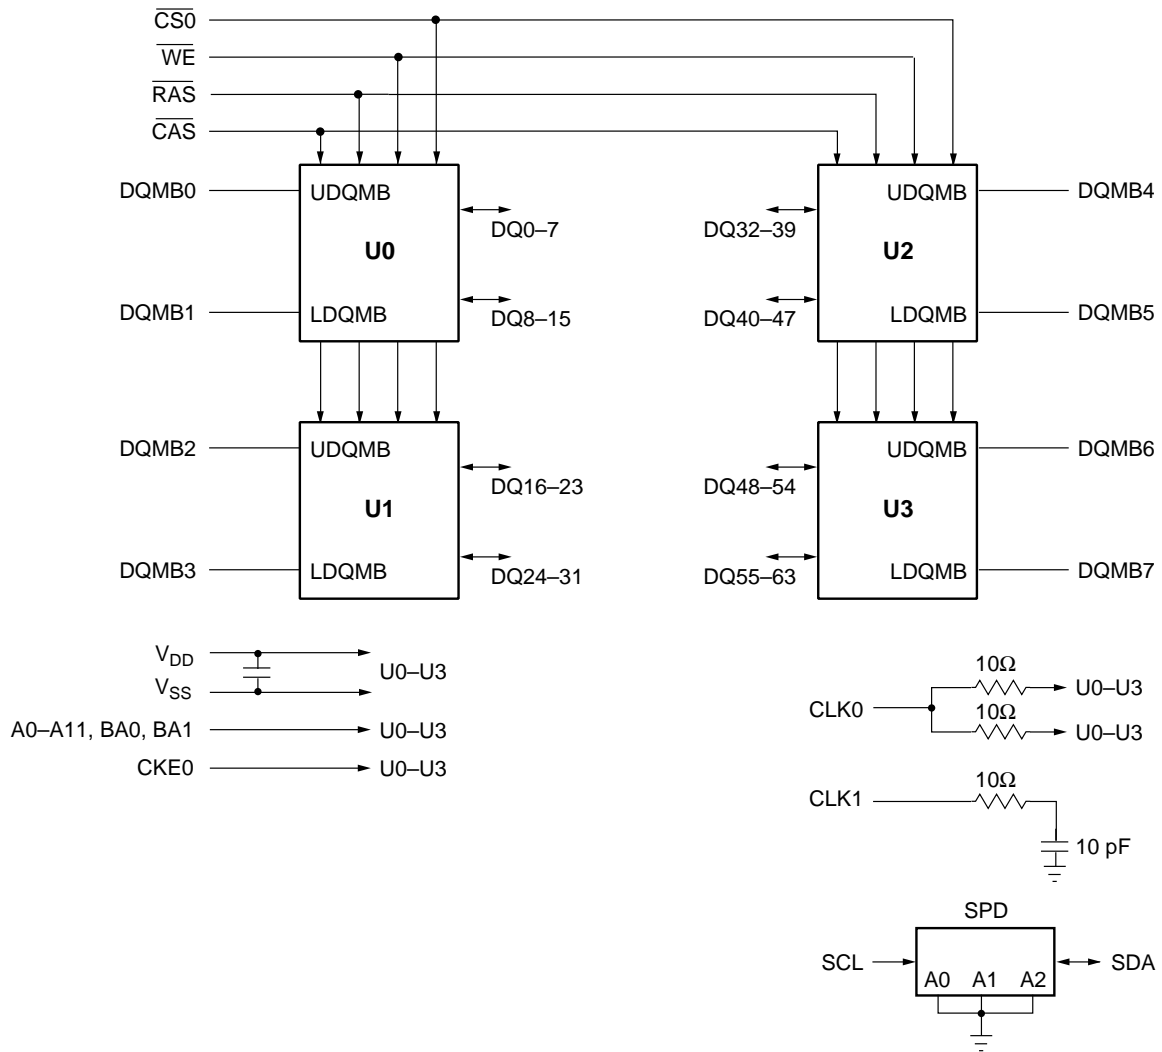 CS0
WE
RAS
CAS
DQMB0 UDQMB DQ0–7
U0
DQMB1 LDQMB DQ8–15
DQ32–39 UDQMB DQMB4
U2
DQ40–47 LDQMB DQMB5
DQMB2 UDQMB DQ16–23
U1
DQMB3 LDQMB DQ24–31
DQ48–54 UDQMB DQMB6
U3
DQ55–63 LDQMB DQMB7
VDD
VSS
U0–U3
A0–A11, BA0, BA1 U0–U3
CKE0 U0–U3
CLK0
10Ω U0–U3
10Ω U0–U3
CLK1 10Ω
10 pF
SPD
SCL SDA
A0 A1 A2